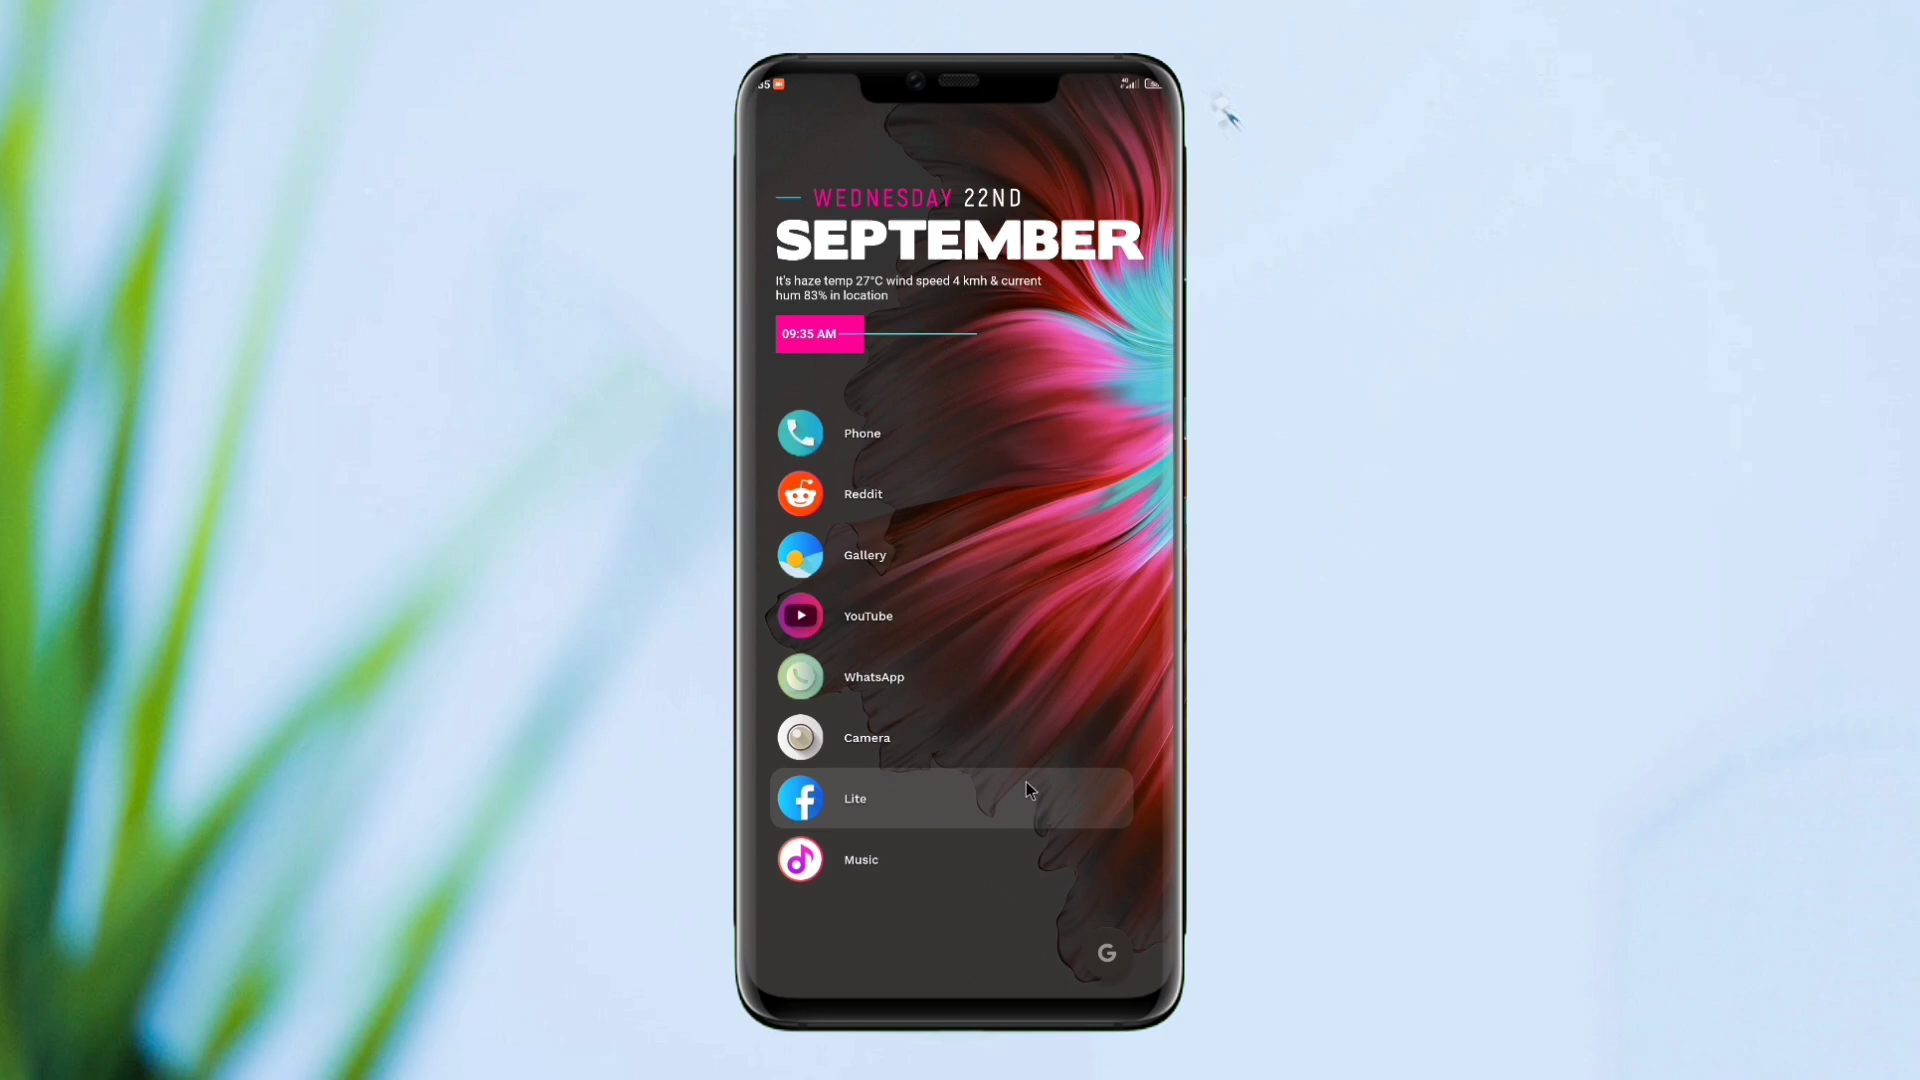 35
WEDNESDAY 22ND
SEPTEMBER
It's haze temp 27°C wind speed 4 kmh & current
hum 83% in location
09:35 AM
Phone
Reddit
Gallery
YouTube
WhatsApp
Camera
Lite
Music
G